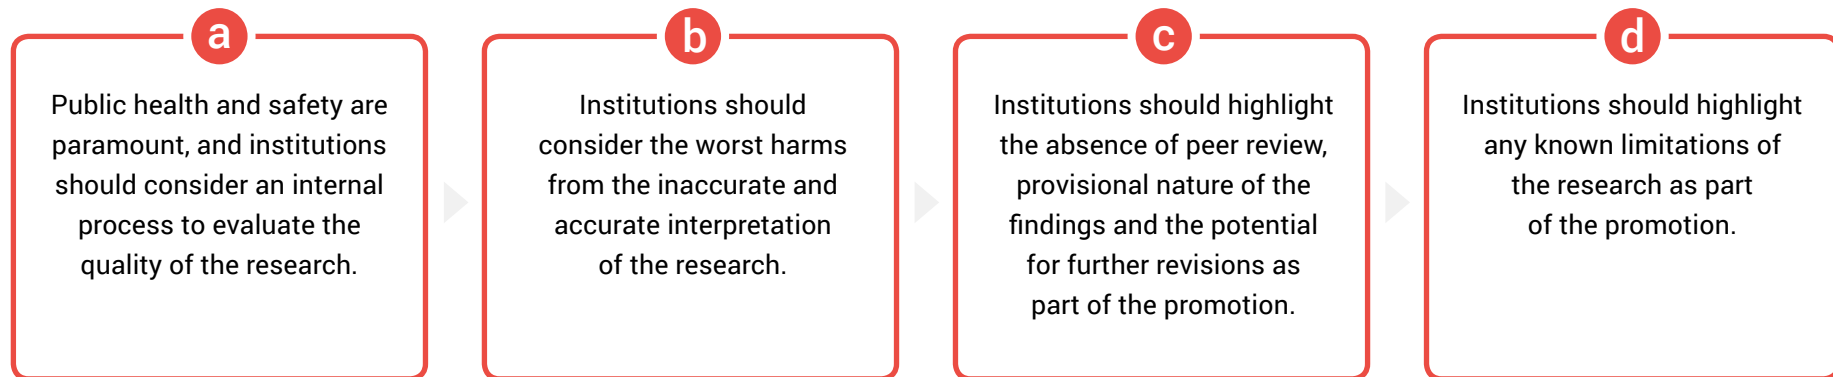 a
Public health and safety are
paramount, and institutions
should consider an internal
process to evaluate the
quality of the research.
b
Institutions should
consider the worst harms
from the inaccurate and
accurate interpretation
of the research.
c
Institutions should highlight
the absence of peer review,
provisional nature of the
findings and the potential
for further revisions as
part of the promotion.
d
Institutions should highlight
any known limitations of
the research as part
of the promotion.